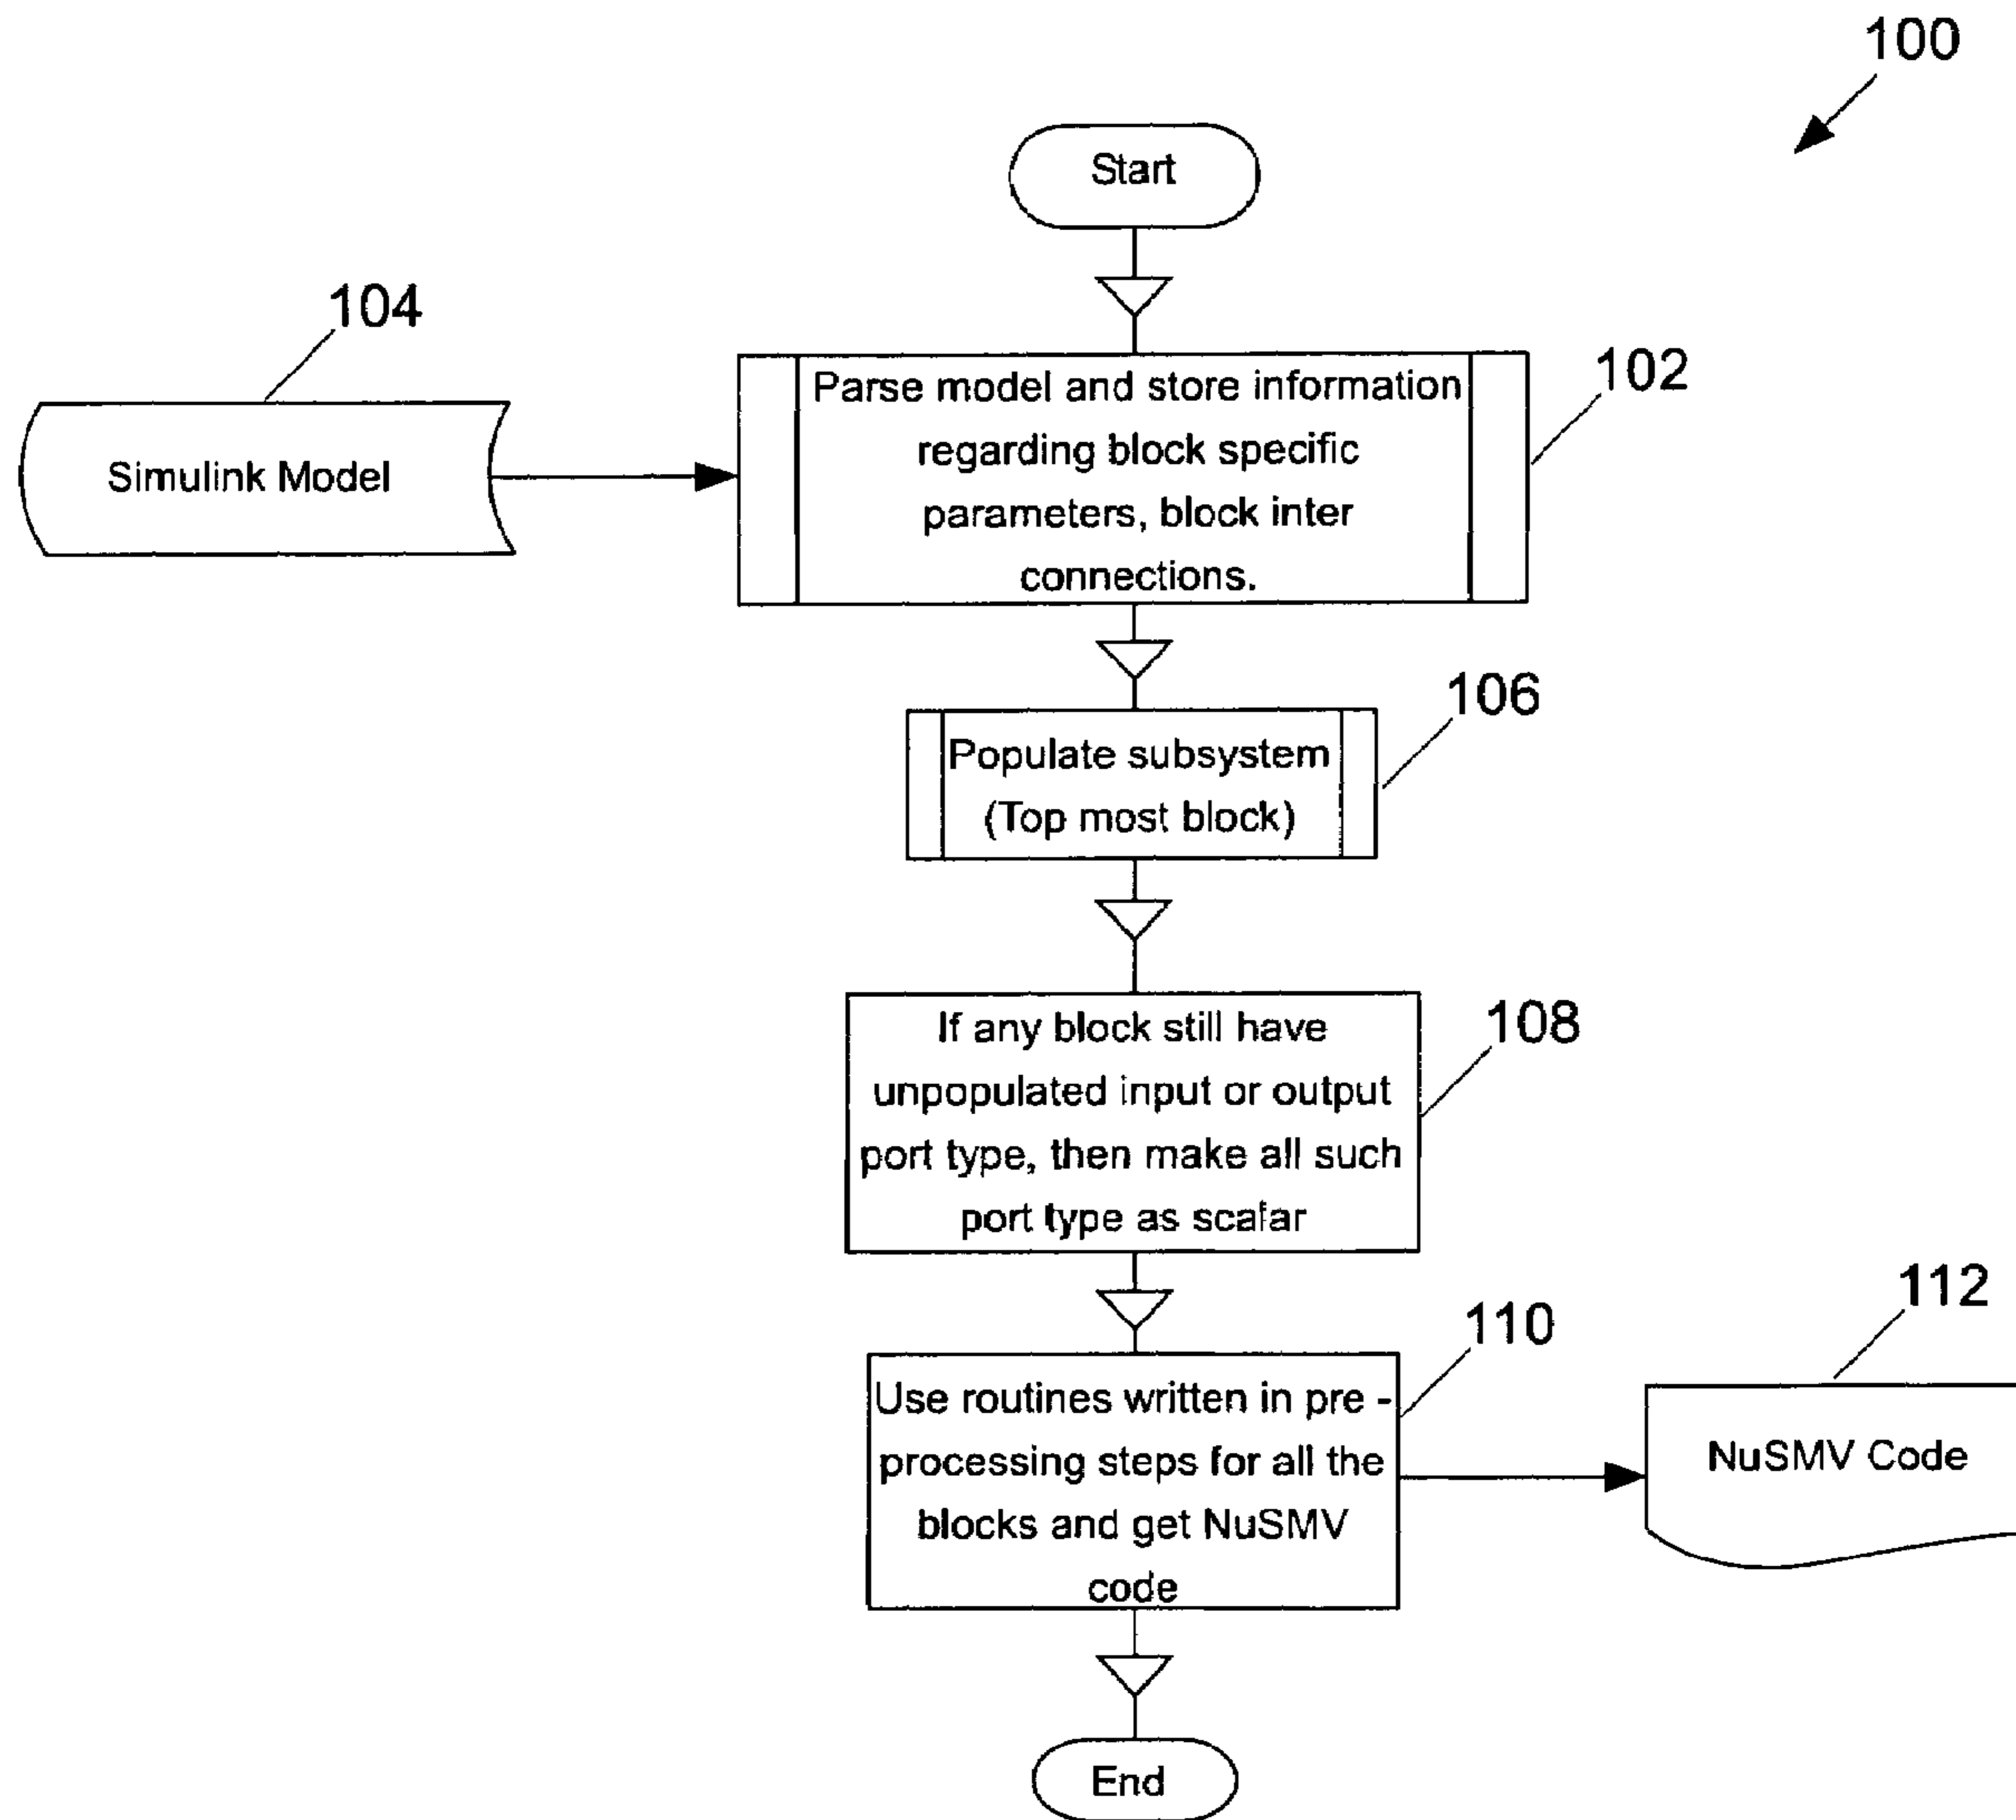 100
Start
104
102
Parse model and store information
regarding block specific
parameters, block inter
connections.
Simulink Model
106
Populate subsystem
(Top most block)
108
If any block still have
unpopulated input or output
port type, then make all such
port type as scalar
110
112
Use routines written in pre -
processing steps for all the
blocks and get NuSMV
code
NuSMV Code
End